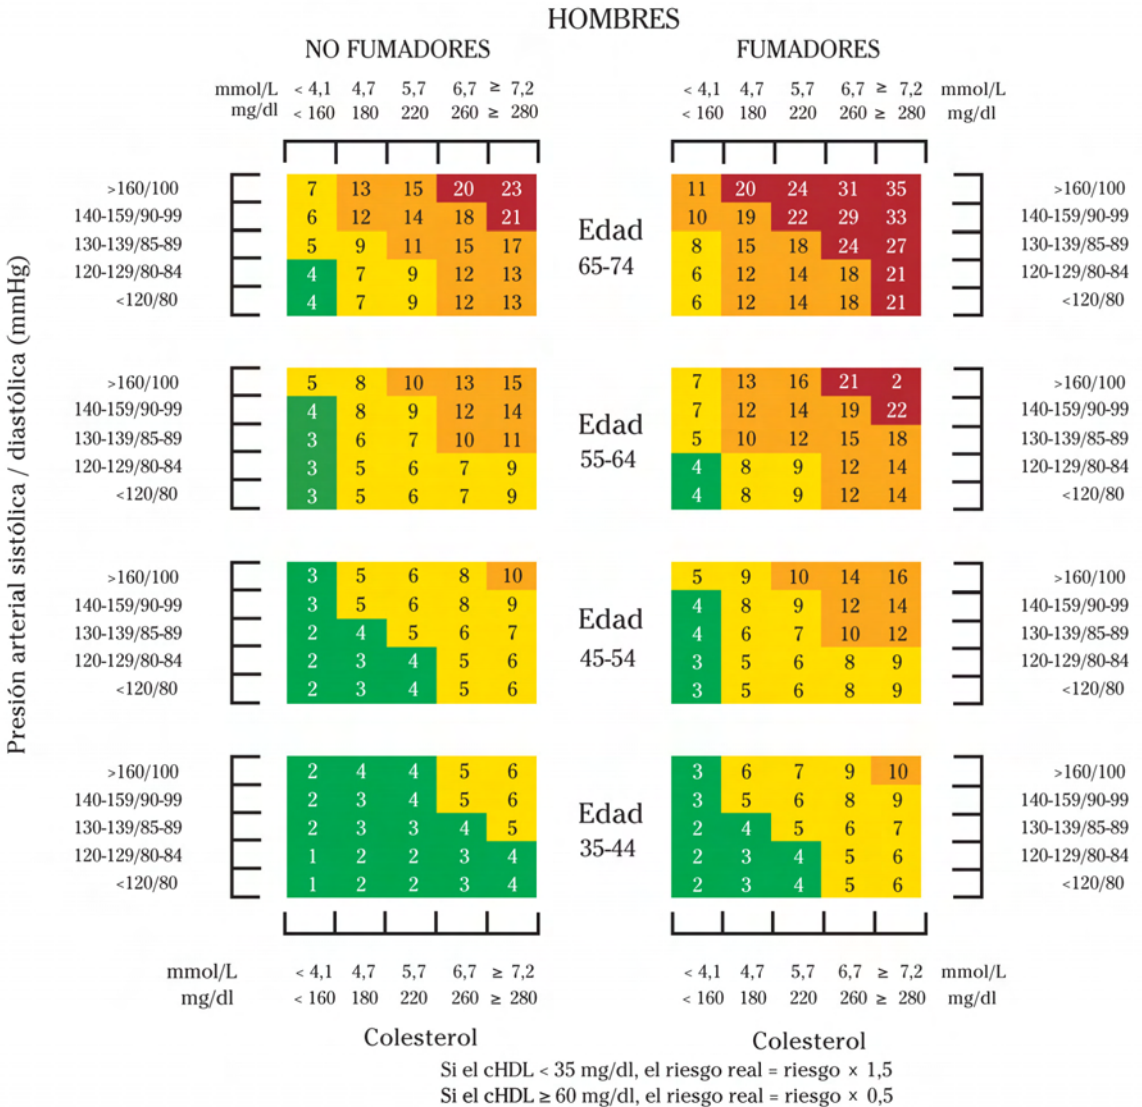 HOMBRES
NO FUMADORES FUMADORES
mmol/L < 4,1 4,7 5,7 6,7 ≥ 7,2 < 4,1 4,7 5,7 6,7 ≥ 7,2 mmol/L
mg/dl < 160 180 220 260 ≥ 280 < 160 180 220 260 ≥ 280 mg/dl
Presión arterial sistólica / diastólica (mmHg)
>160/100 7 13 15 20 23 11 20 24 31 35 >160/100
140-159/90-99 6 12 14 18 21 Edad 10 19 22 29 33 140-159/90-99
130-139/85-89 5 9 11 15 17 65-74 8 15 18 24 27 130-139/85-89
120-129/80-84 4 7 9 12 13 6 12 14 18 21 120-129/80-84
<120/80 4 7 9 12 13 6 12 14 18 21 <120/80
>160/100 5 8 10 13 15 7 13 16 21 2 >160/100
140-159/90-99 4 8 9 12 14 Edad 7 12 14 19 22 140-159/90-99
130-139/85-89 3 6 7 10 11 55-64 5 10 12 15 18 130-139/85-89
120-129/80-84 3 5 6 7 9 4 8 9 12 14 120-129/80-84
<120/80 3 5 6 7 9 4 8 9 12 14 <120/80
>160/100 3 5 6 8 10 5 9 10 14 16 >160/100
140-159/90-99 3 5 6 8 9 Edad 4 8 9 12 14 140-159/90-99
130-139/85-89 2 4 5 6 7 45-54 4 6 7 10 12 130-139/85-89
120-129/80-84 2 3 4 5 6 3 5 6 8 9 120-129/80-84
<120/80 2 3 4 5 6 3 5 6 8 9 <120/80
>160/100 2 4 4 5 6 3 6 7 9 10 >160/100
140-159/90-99 2 3 4 5 6 Edad 3 5 6 8 9 140-159/90-99
130-139/85-89 2 3 3 4 5 35-44 2 4 5 6 7 130-139/85-89
120-129/80-84 1 2 2 3 4 2 3 4 5 6 120-129/80-84
<120/80 1 2 2 3 4 2 3 4 5 6 <120/80
mmol/L < 4,1 4,7 5,7 6,7 ≥ 7,2 < 4,1 4,7 5,7 6,7 ≥ 7,2 mmol/L
mg/dl < 160 180 220 260 ≥ 280 < 160 180 220 260 ≥ 280 mg/dl
Colesterol Colesterol
Si el cHDL < 35 mg/dl, el riesgo real = riesgo × 1,5
Si el cHDL ≥ 60 mg/dl, el riesgo real = riesgo × 0,5